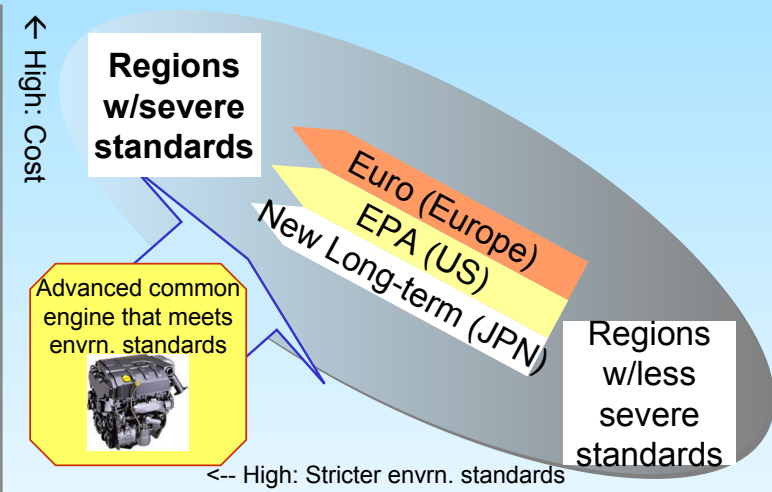 ← High: Cost
Regions
w/severe
standards
Euro (Europe)
EPA (US)
New Long-term (JPN)
Advanced common
engine that meets
envrn. standards
Regions
w/less
severe
standards
<-- High: Stricter envrn. standards